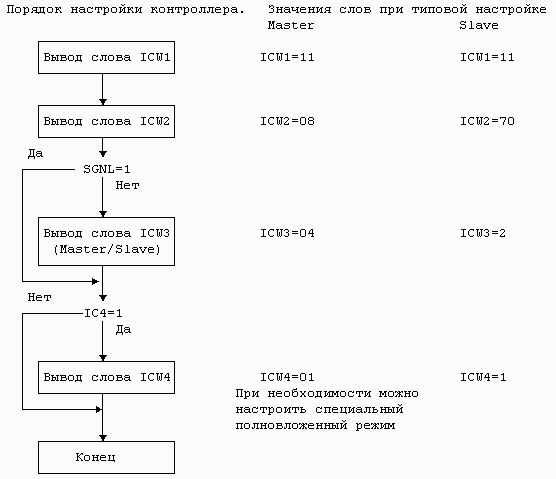 Порядок настройки контроллера. Значения слов при типовой настройке
Master Slave
Вывод слова ICW1 ICW1=11 ICW1=11
Вывод слова ICW2 ICW2=08 ICW2=70
Да
SGNL=1
Нет
Вывод слова ICW3 ICW3=04 ICW3=2
(Master/Slave)
Нет
IC4=1
Да
Вывод слова ICW4 ICW4=01 ICW4=1
При необходимости можно
настроить специальный
полновложенный режим
Конец